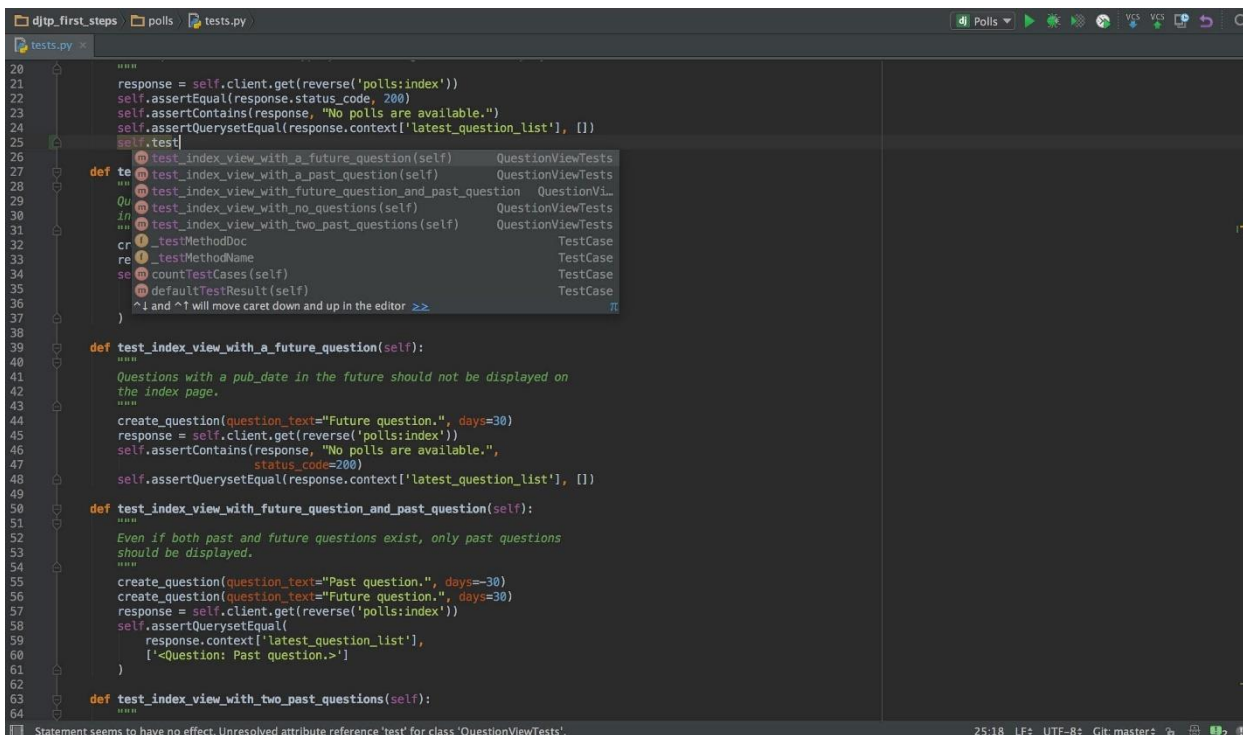 djtp_first_steps polls tests.py Polls
tests.py
20 """
21 response = self.client.get(reverse('polls:index'))
22 self.assertEqual(response.status_code, 200)
23 self.assertContains(response, "No polls are available.")
24 self.assertQuerysetEqual(response.context['latest_question_list'], [])
25 self.test
26 test_index_view_with_a_future_question(self) QuestionViewTests
27 def te test_index_view_with_a_past_question(self) QuestionViewTests
28 "" test_index_view_with_future_question_and_past_question QuestionVi…
29 Qu test_index_view_with_no_questions(self) QuestionViewTests
30 in test_index_view_with_two_past_questions(self) QuestionViewTests
31 "" _testMethodDoc TestCase
32 cr _testMethodName TestCase
33 re
34 se countTestCases(self) TestCase
35 defaultTestResult(self) TestCase
36 ^↓ and ^↑ will move caret down and up in the editor >> π
37 )
38
39 def test_index_view_with_a_future_question(self):
40 """
41 Questions with a pub_date in the future should not be displayed on
42 the index page.
43 """
44 create_question(question_text="Future question.", days=30)
45 response = self.client.get(reverse('polls:index'))
46 self.assertContains(response, "No polls are available.",
47 status_code=200)
48 self.assertQuerysetEqual(response.context['latest_question_list'], [])
49
50 def test_index_view_with_future_question_and_past_question(self):
51 """
52 Even if both past and future questions exist, only past questions
53 should be displayed.
54 """
55 create_question(question_text="Past question.", days=-30)
56 create_question(question_text="Future question.", days=30)
57 response = self.client.get(reverse('polls:index'))
58 self.assertQuerysetEqual(
59 response.context['latest_question_list'],
60 ['<Question: Past question.>']
61 )
62
63 def test_index_view_with_two_past_questions(self):
64 """
Statement seems to have no effect. Unresolved attribute reference 'test' for class 'QuestionViewTests'. 25:18 LF UTF-8 Git: master